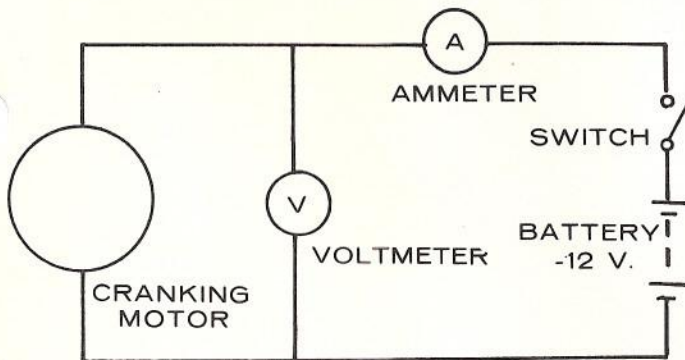 A
AMMETER
SWITCH
V
VOLTMETER
BATTERY
-12 V.
CRANKING
MOTOR